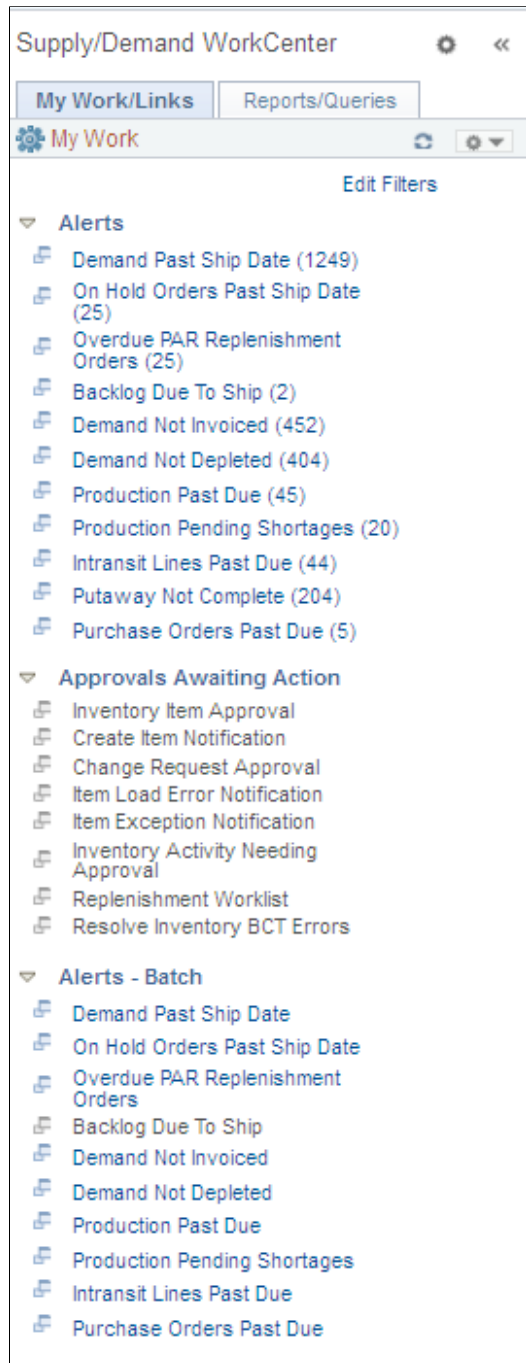 Supply/Demand WorkCenter
My Work/Links
Reports/Queries
My Work
Edit Filters
Alerts
Demand Past Ship Date (1249)
On Hold Orders Past Ship Date
(25)
Overdue PAR Replenishment
Orders (25)
Backlog Due To Ship (2)
Demand Not Invoiced (452)
Demand Not Depleted (404)
Production Past Due (45)
Production Pending Shortages (20)
Intransit Lines Past Due (44)
Putaway Not Complete (204)
Purchase Orders Past Due (5)
Approvals Awaiting Action
Inventory Item Approval
Create Item Notification
Change Request Approval
Item Load Error Notification
Item Exception Notification
Inventory Activity Needing
Approval
Replenishment Worklist
Resolve Inventory BCT Errors
Alerts - Batch
Demand Past Ship Date
On Hold Orders Past Ship Date
Overdue PAR Replenishment
Orders
Backlog Due To Ship
Demand Not Invoiced
Demand Not Depleted
Production Past Due
Production Pending Shortages
Intransit Lines Past Due
Purchase Orders Past Due